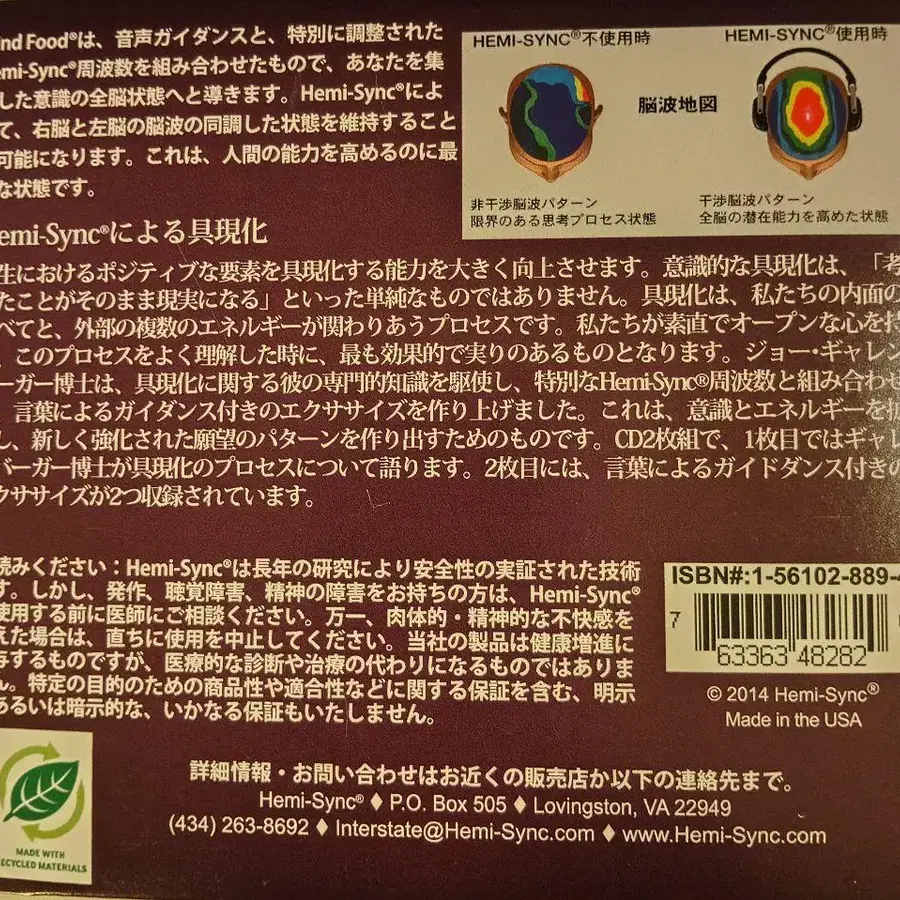 ind Food®は、音声ガイダンスと、特別に調整された
emi-Sync®周波数を組み合わせたもので、あなたを集
した意識の全脳状態へと導きます。Hemi-Sync®によ
て、右脳と左脳の脳波の同調した状態を維持すること
可能になります。これは、人間の能力を高めるのに最
な状態です。
HEMI-SYNC®不使用時
HEMI-SYNC®使用時
脳波地図
非干渉脳波パターン
限界のある思考プロセス状態
干渉脳波パターン
全脳の潜在能力を高めた状態
emi-Sync®による具現化
生におけるポジティブな要素を具現化する能力を大きく向上させます。意識的な具現化は、「考
たことがそのまま現実になる」といった単純なものではありません。具現化は、私たちの内面の
べてと、外部の複数のエネルギーが関わりあうプロセスです。私たちが素直でオープンな心を持
、このプロセスをよく理解した時に、最も効果的で実りのあるものとなります。ジョー・ギャレン
ーガー博士は、具現化に関する彼の専門的知識を駆使し、特別なHemi-Sync®周波数と組み合わせ
、言葉によるガイダンス付きのエクササイズを作り上げました。これは、意識とエネルギーを拡
し、新しく強化された願望のパターンを作り出すためのものです。CD2枚組で、1枚目ではギャレ
バーガー博士が具現化のプロセスについて語ります。2枚目には、言葉によるガイドダンス付きの
クササイズが2つ収録されています。
読みください：Hemi-Sync®は長年の研究により安全性の実証された技術
す。しかし、発作、聴覚障害、精神の障害をお持ちの方は、Hemi-Sync®
使用する前に医師にご相談ください。万一、肉体的・精神的な不快感を
えた場合は、直ちに使用を中止してください。当社の製品は健康増進に
与するものですが、医療的な診断や治療の代わりになるものではありま
ん。特定の目的のための商品性や適合性などに関する保証を含む、明示
あるいは暗示的な、いかなる保証もいたしません。
ISBN#:1-56102-889-
7 63363 48282
© 2014 Hemi-Sync®
Made in the USA
詳細情報・お問い合わせはお近くの販売店か以下の連絡先まで。
Hemi-Sync® ♦ P.O. Box 505 ♦ Lovingston, VA 22949
(434) 263-8692 ♦ Interstate@Hemi-Sync.com ♦ www.Hemi-Sync.com
MADE WITH
RECYCLED MATERIALS